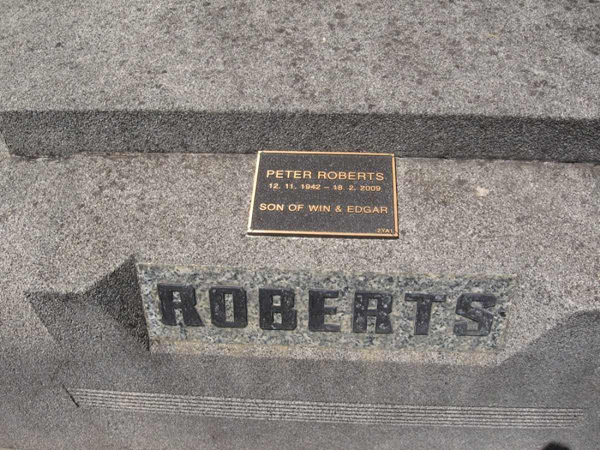 PETER ROBERTS
12. 11. 1942 – 18. 2. 2009
SON OF WIN & EDGAR
ROBERTS